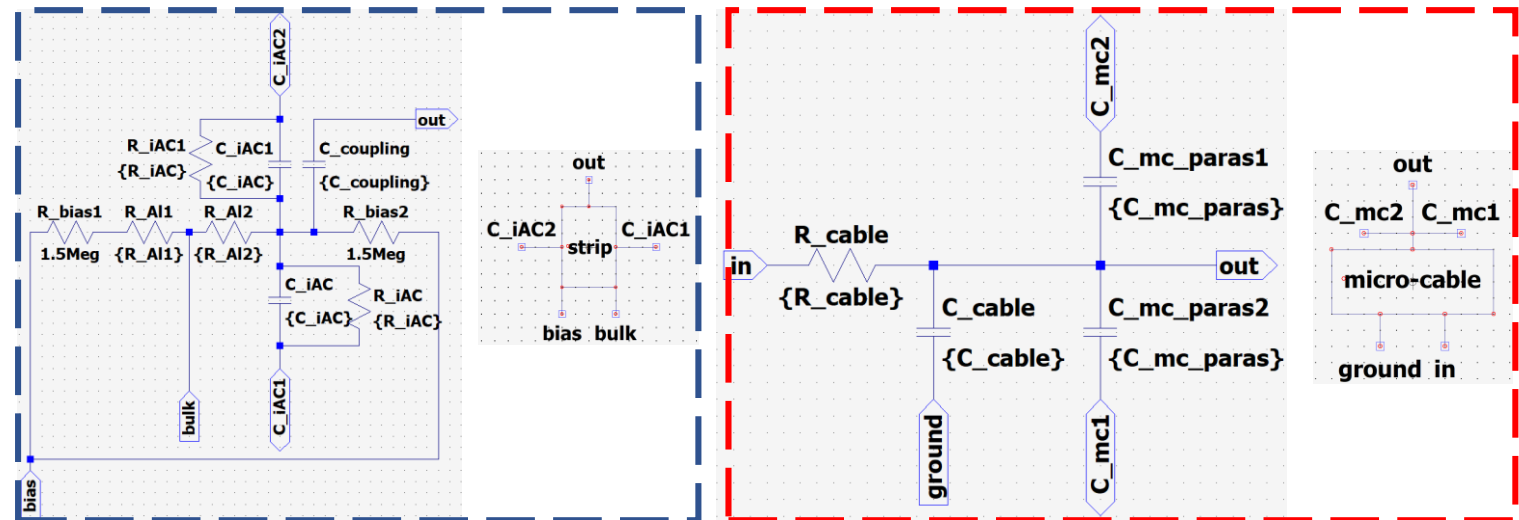 C_iAC2
out
R_iAC1
{R_iAC}
C_iAC1
{C_iAC}
C_coupling
{C_coupling}
R_bias1
1.5Meg
R_Al1
{R_Al1}
R_Al2
{R_Al2}
R_bias2
1.5Meg
C_iAC
{C_iAC}
R_iAC
{R_iAC}
bulk
C_iAC1
bias
out
C_iAC2
C_iAC1
strip
bias bulk
C_mc2
C_mc_paras1
{C_mc_paras}
in
R_cable
{R_cable}
out
C_cable
{C_cable}
C_mc_paras2
{C_mc_paras}
ground
C_mc1
out
C_mc2 C_mc1
micro-cable
ground in